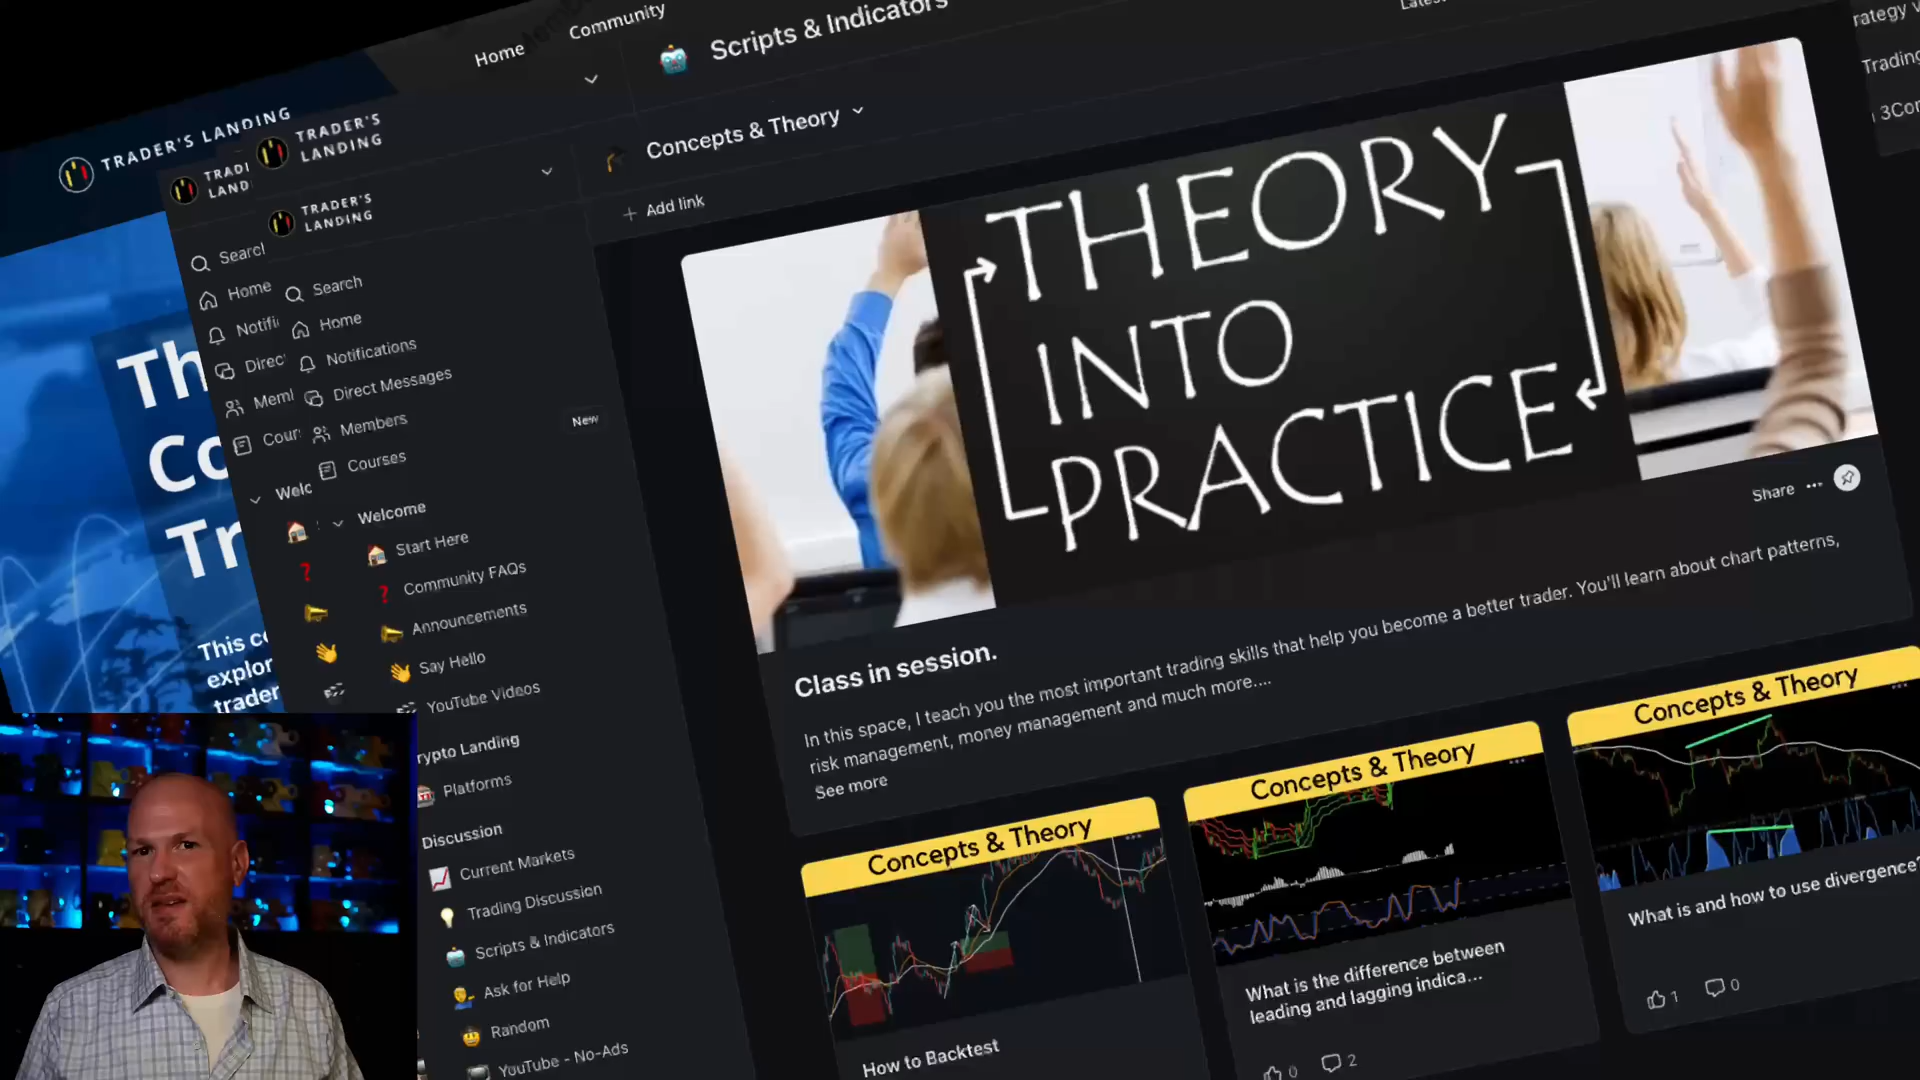 Home
Community
Scripts & Indicators
TRADER'S LANDING
TRADER'S
LANDING
TRADER'S
LANDING
Concepts & Theory
+ Add link
Search
Home
Search
Home
Notifications
Direct Messages
Members
Courses
New
Welcome
Start Here
Community FAQs
Announcements
Say Hello
YouTube Videos
Platforms
Discussion
Current Markets
Trading Discussion
Scripts & Indicators
Ask for Help
Random
YouTube - No-Ads
THEORY
INTO
PRACTICE
Share
Class in session.
In this space, I teach you the most important trading skills that help you become a better trader. You'll learn about chart patterns,
risk management, money management and much more....
See more
Concepts & Theory
How to Backtest
Concepts & Theory
What is the difference between
leading and lagging indica...
0
2
Concepts & Theory
What is and how to use divergence?
1
0
Trading